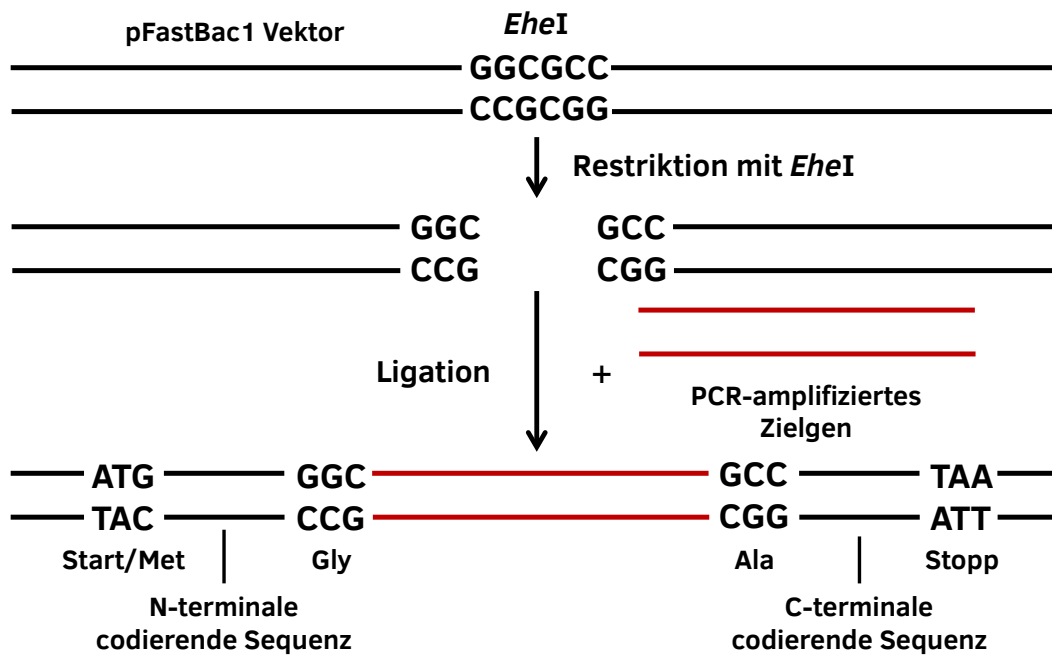 pFastBac1 Vektor
EheI
GGCGCC
CCGCGG
Restriktion mit EheI
GGC GCC
CCG CGG
Ligation +
PCR-amplifiziertes
Zielgen
ATG GGC GCC TAA
TAC CCG CGG ATT
Start/Met Gly Ala Stopp
N-terminale C-terminale
codierende Sequenz codierende Sequenz